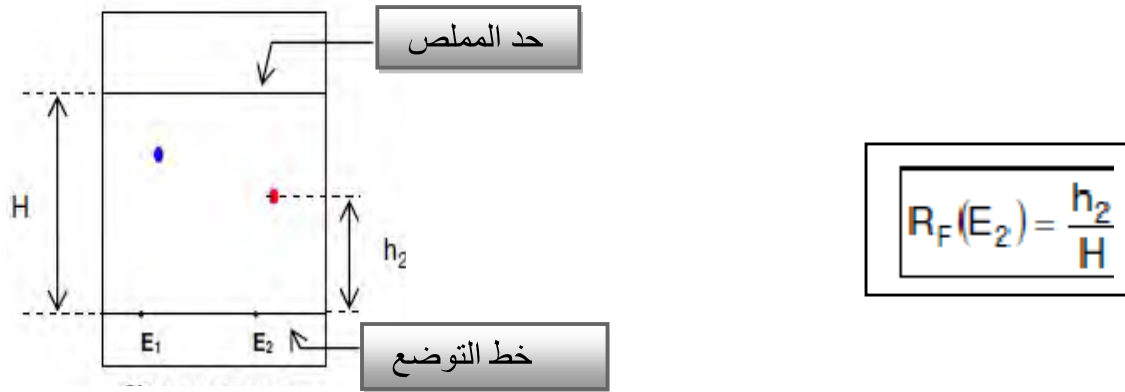 حد المملص
H
h2
E1 E2
خط التوضع
RF(E2) = h2/H